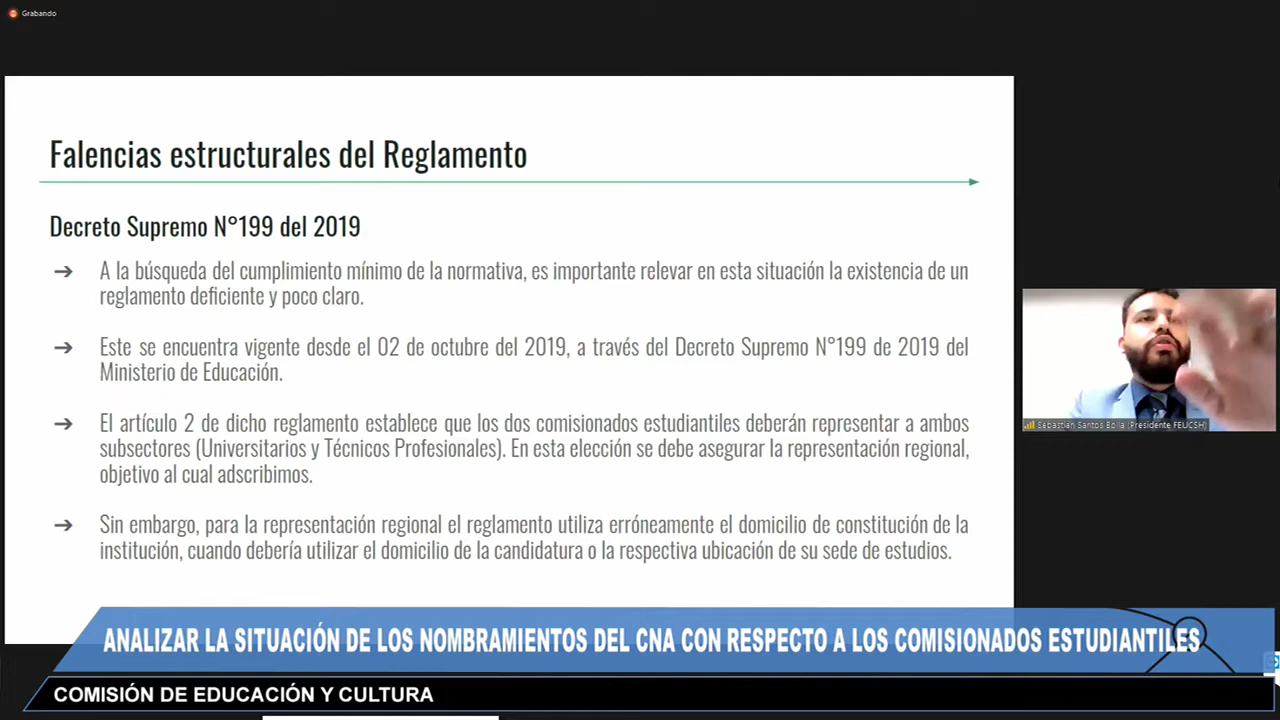 Grabando
Falencias estructurales del Reglamento
Decreto Supremo N°199 del 2019
➔ A la búsqueda del cumplimiento mínimo de la normativa, es importante relevar en esta situación la existencia de un
reglamento deficiente y poco claro.
➔ Este se encuentra vigente desde el 02 de octubre del 2019, a través del Decreto Supremo N°199 de 2019 del
Ministerio de Educación.
➔ El artículo 2 de dicho reglamento establece que los dos comisionados estudiantiles deberán representar a ambos
subsectores (Universitarios y Técnicos Profesionales). En esta elección se debe asegurar la representación regional,
objetivo al cual adscribimos.
➔ Sin embargo, para la representación regional el reglamento utiliza erróneamente el domicilio de constitución de la
institución, cuando debería utilizar el domicilio de la candidatura o la respectiva ubicación de su sede de estudios.
Sebastián Santos Bolla (Presidente FEUCSH)
ANALIZAR LA SITUACIÓN DE LOS NOMBRAMIENTOS DEL CNA CON RESPECTO A LOS COMISIONADOS ESTUDIANTILES
COMISIÓN DE EDUCACIÓN Y CULTURA